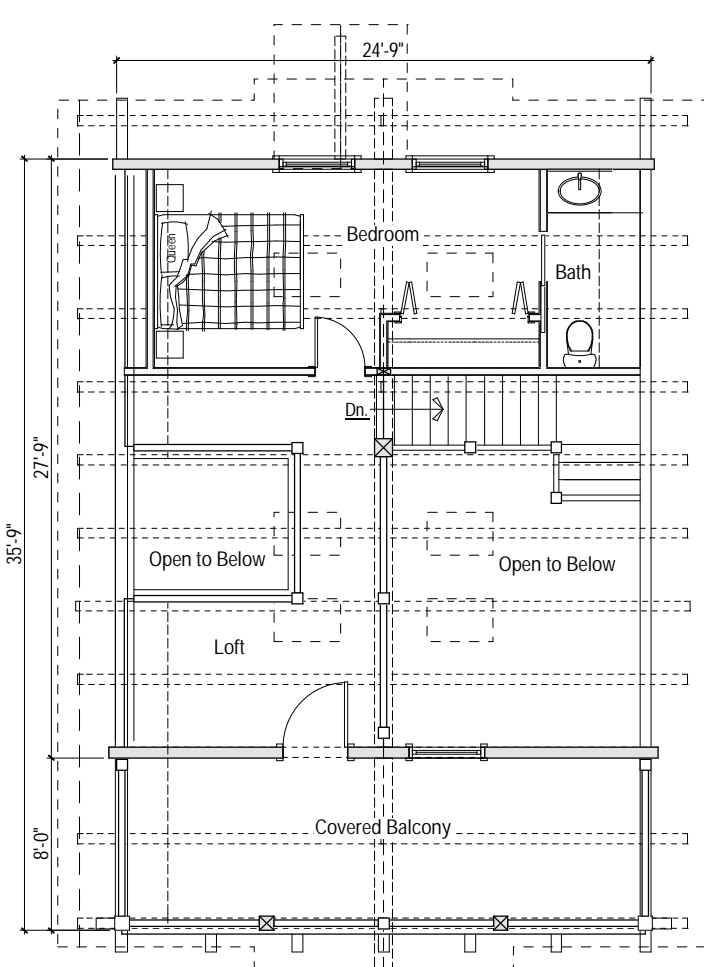 24'-9"
Bedroom
Queen
Bath
Dn.
27'-9"
35'-9"
Open to Below
Open to Below
Loft
8'-0"
Covered Balcony